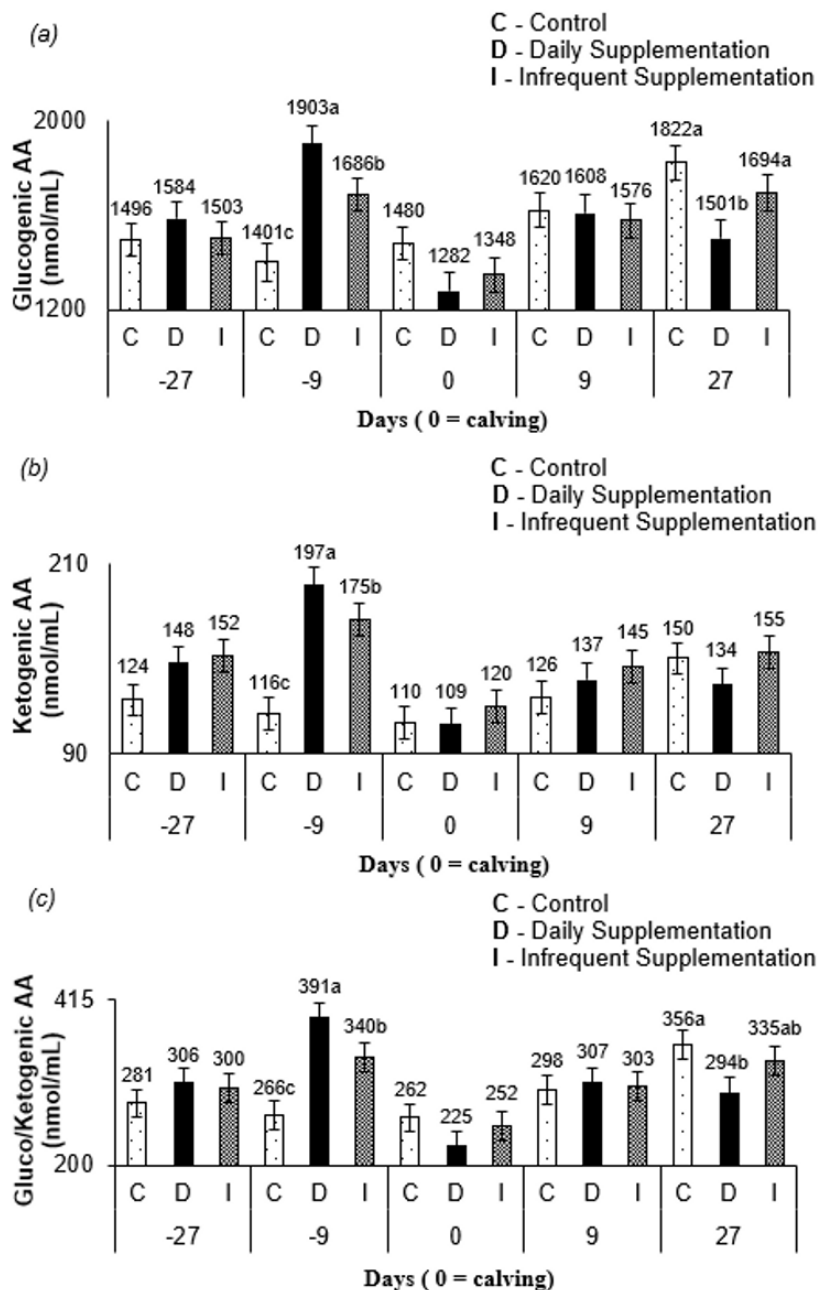 (a)
C - Control
D - Daily Supplementation
I - Infrequent Supplementation
Glucogenic AA
(nmol/mL)
2000
1200
1496 1584 1503 1401c 1903a 1686b 1480 1282 1348 1620 1608 1576 1822a 1501b 1694a
C D I C D I C D I C D I C D I
-27 -9 0 9 27
Days ( 0 = calving)
(b)
C - Control
D - Daily Supplementation
I - Infrequent Supplementation
Ketogenic AA
(nmol/mL)
210
90
124 148 152 116c 197a 175b 110 109 120 126 137 145 150 134 155
C D I C D I C D I C D I C D I
-27 -9 0 9 27
Days ( 0 = calving)
(c)
C - Control
D - Daily Supplementation
I - Infrequent Supplementation
Gluco/Ketogenic AA
(nmol/mL)
415
200
281 306 300 266c 391a 340b 262 225 252 298 307 303 356a 294b 335ab
C D I C D I C D I C D I C D I
-27 -9 0 9 27
Days ( 0 = calving)